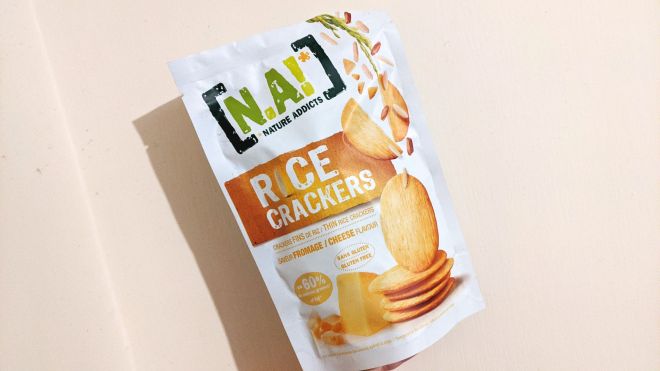 [N.A!*]
*NATURE ADDICTS
RICE
CRACKERS
CRACKERS FINS DE RIZ / THIN RICE CRACKERS
SAVEUR FROMAGE / CHEESE FLAVOUR
SANS GLUTEN
GLUTEN FREE
60%